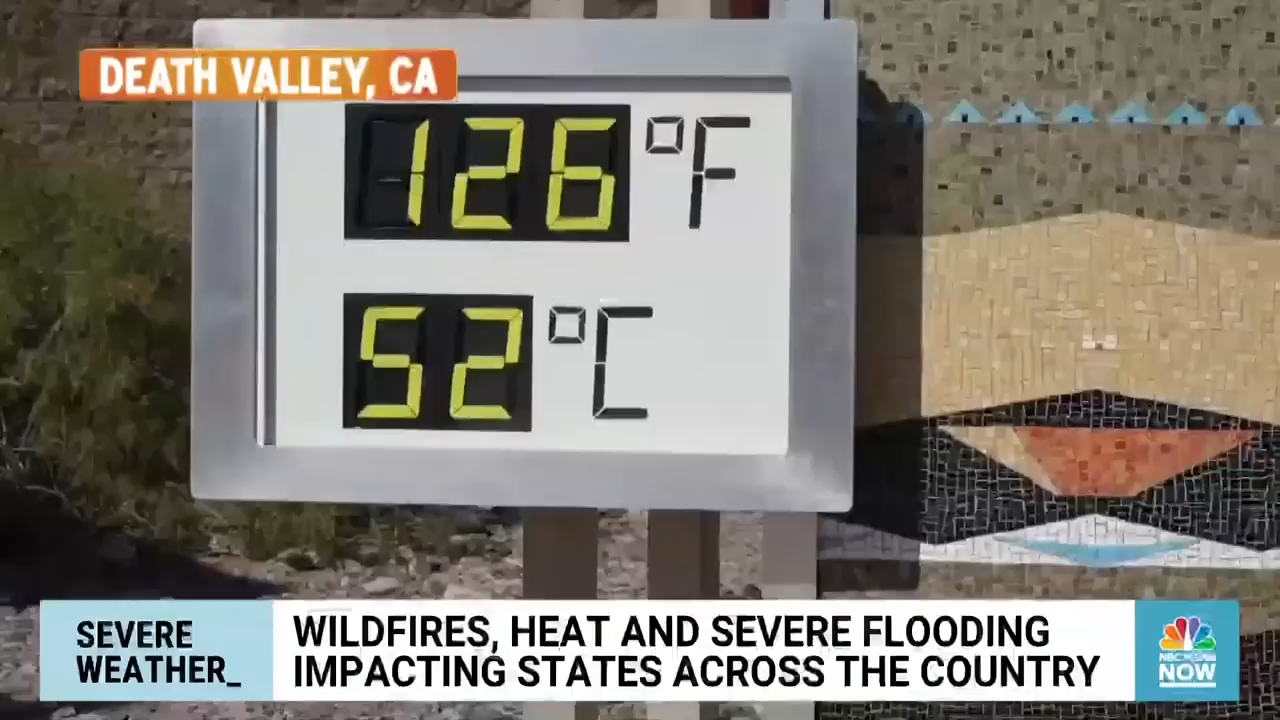 DEATH VALLEY, CA
126 °F
52 °C
SEVERE
WEATHER_
WILDFIRES, HEAT AND SEVERE FLOODING
IMPACTING STATES ACROSS THE COUNTRY
NBC NEWS
NOW